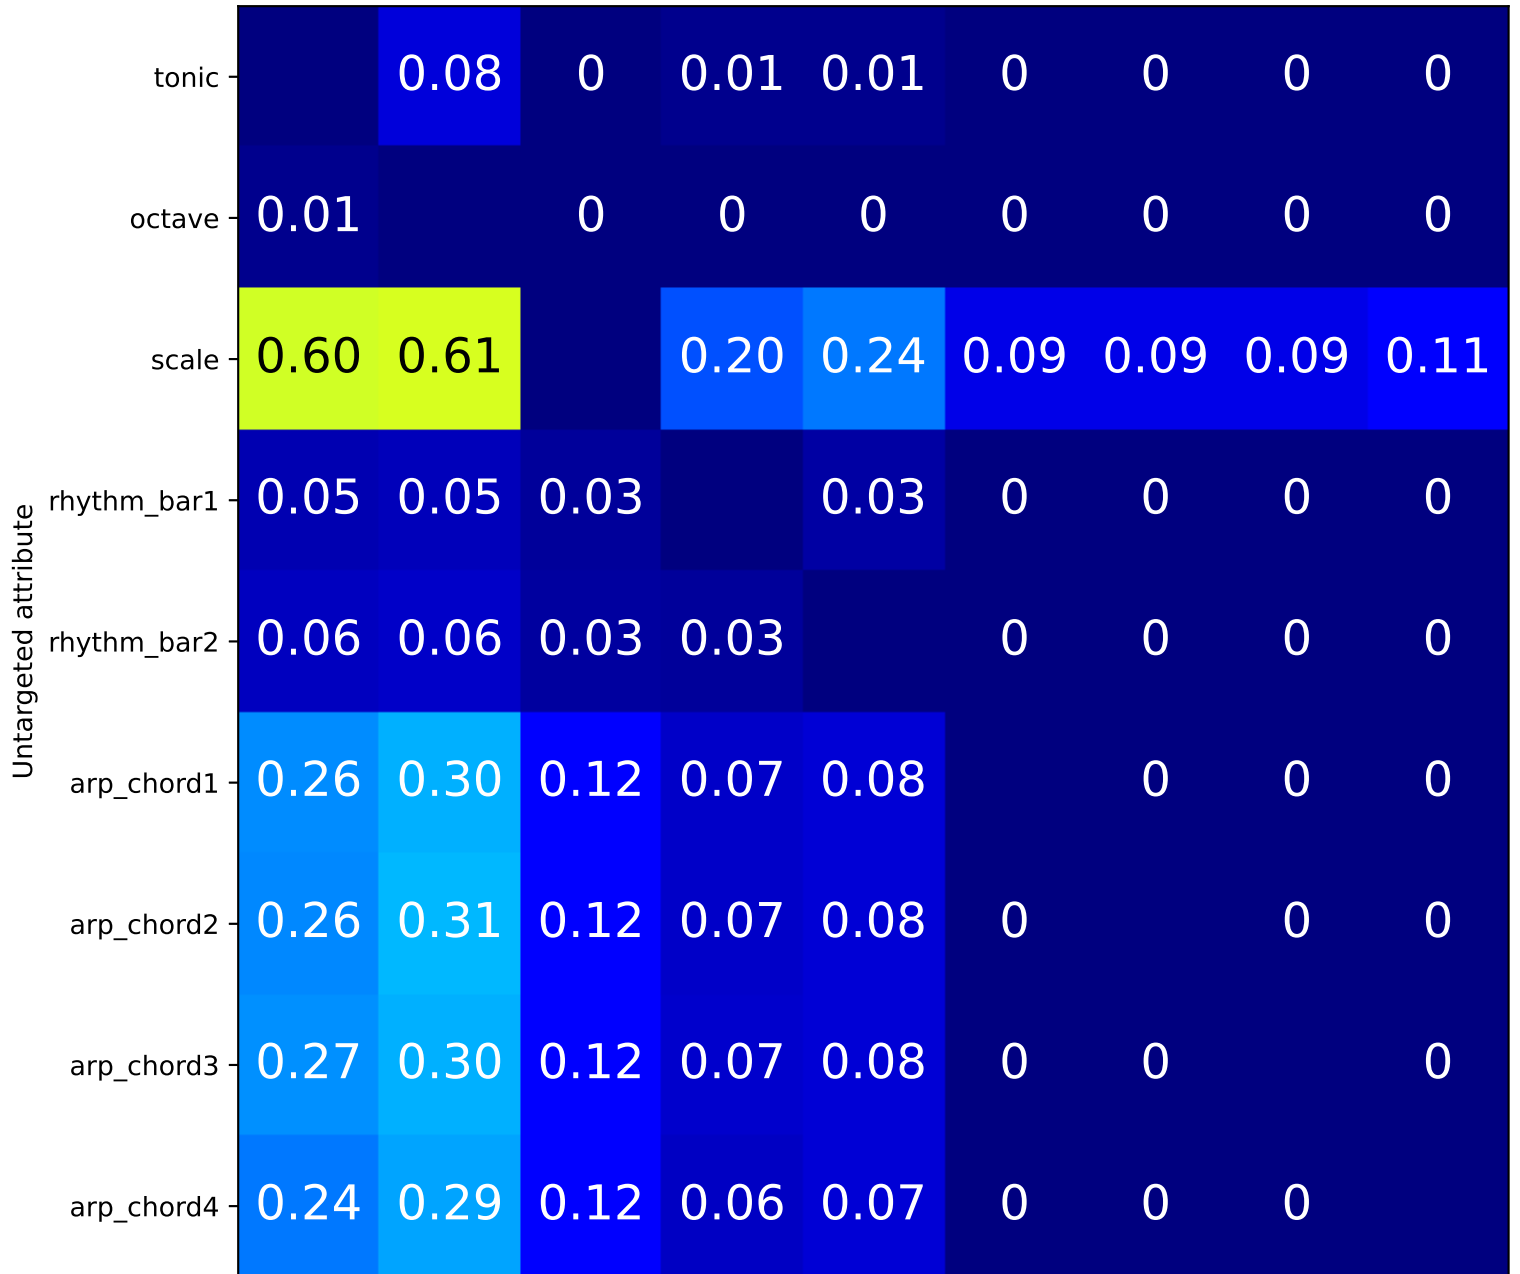 tonic 0.08 0 0.01 0.01 0 0 0 0
octave 0.01 0 0 0 0 0 0 0
scale 0.60 0.61 0.20 0.24 0.09 0.09 0.09 0.11
rhythm_bar1 0.05 0.05 0.03 0.03 0 0 0 0
rhythm_bar2 0.06 0.06 0.03 0.03 0 0 0 0
arp_chord1 0.26 0.30 0.12 0.07 0.08 0 0 0
arp_chord2 0.26 0.31 0.12 0.07 0.08 0 0 0
arp_chord3 0.27 0.30 0.12 0.07 0.08 0 0 0
arp_chord4 0.24 0.29 0.12 0.06 0.07 0 0 0
Untargeted attribute